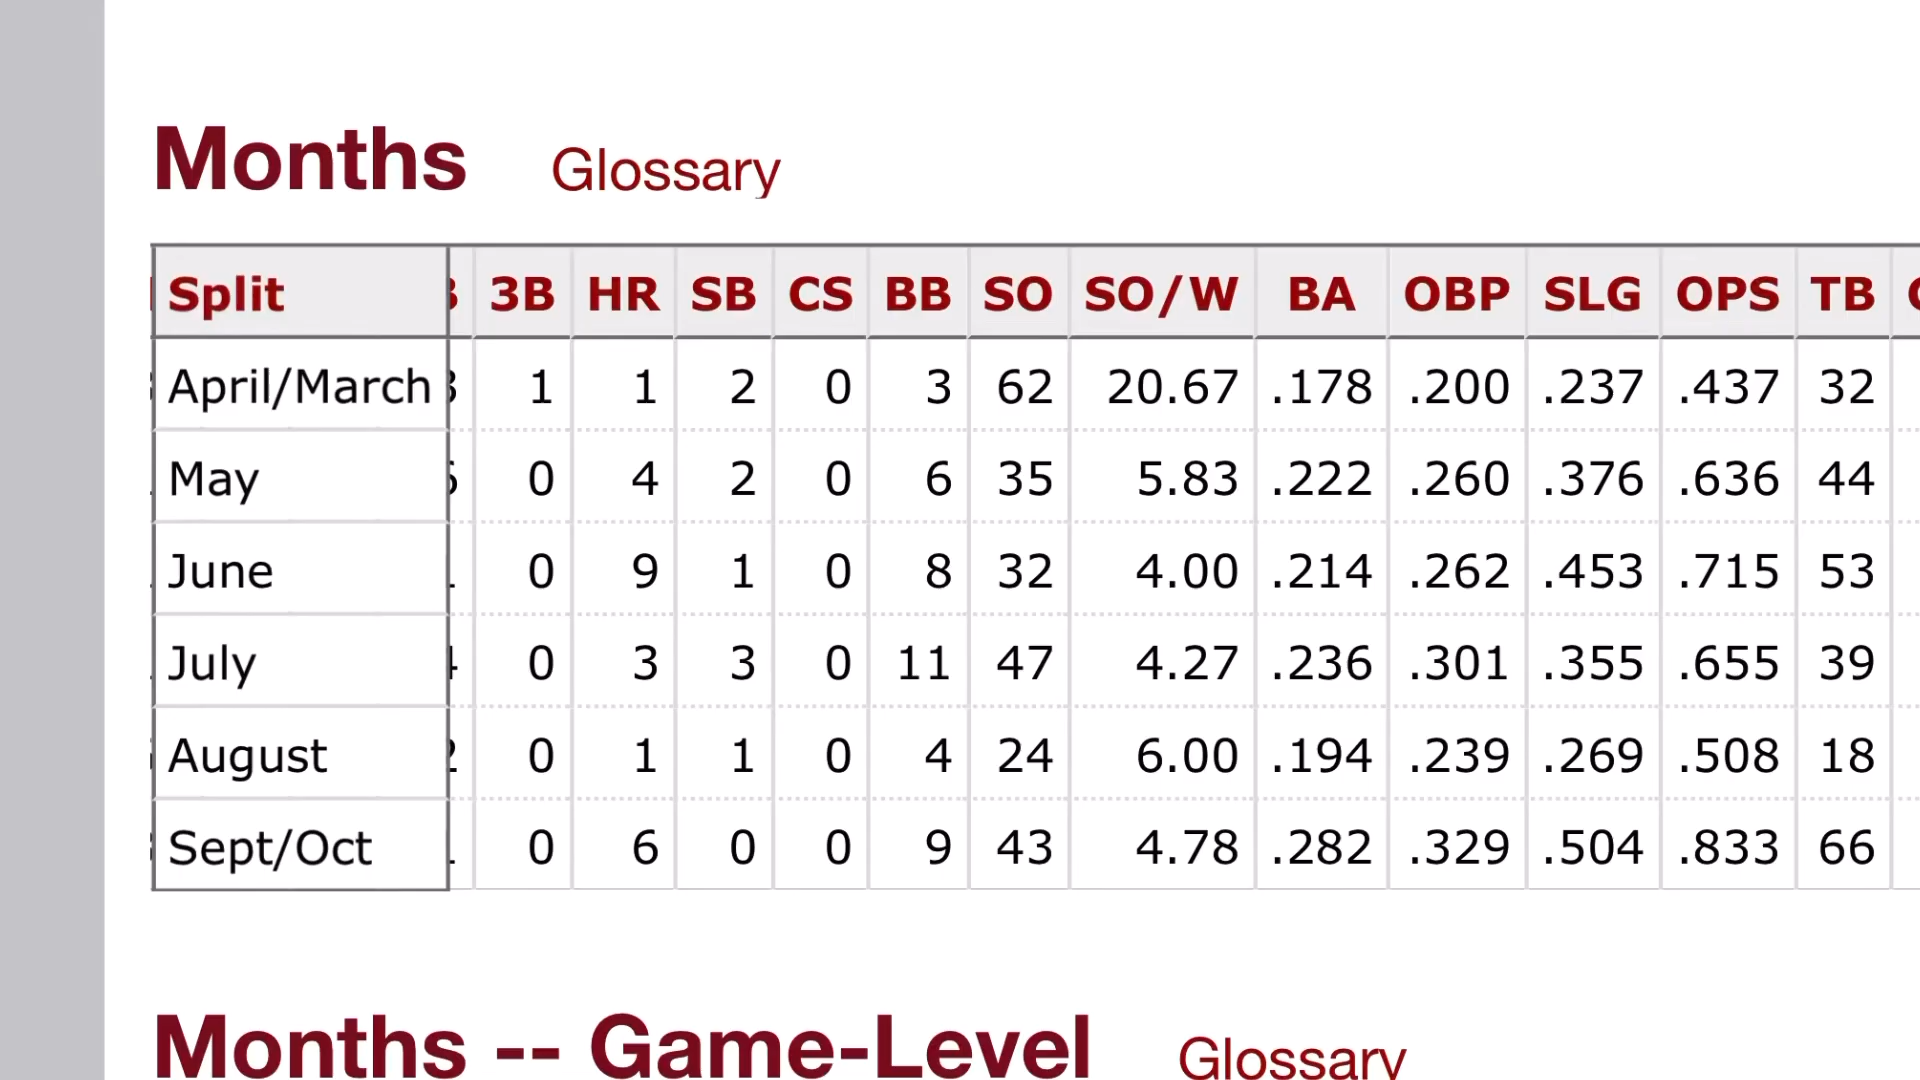 Months Glossary
Split 3B HR SB CS BB SO SO/W BA OBP SLG OPS TB
April/March 1 1 2 0 3 62 20.67 .178 .200 .237 .437 32
May 0 4 2 0 6 35 5.83 .222 .260 .376 .636 44
June 0 9 1 0 8 32 4.00 .214 .262 .453 .715 53
July 0 3 3 0 11 47 4.27 .236 .301 .355 .655 39
August 0 1 1 0 4 24 6.00 .194 .239 .269 .508 18
Sept/Oct 0 6 0 0 9 43 4.78 .282 .329 .504 .833 66
Months -- Game-Level Glossary